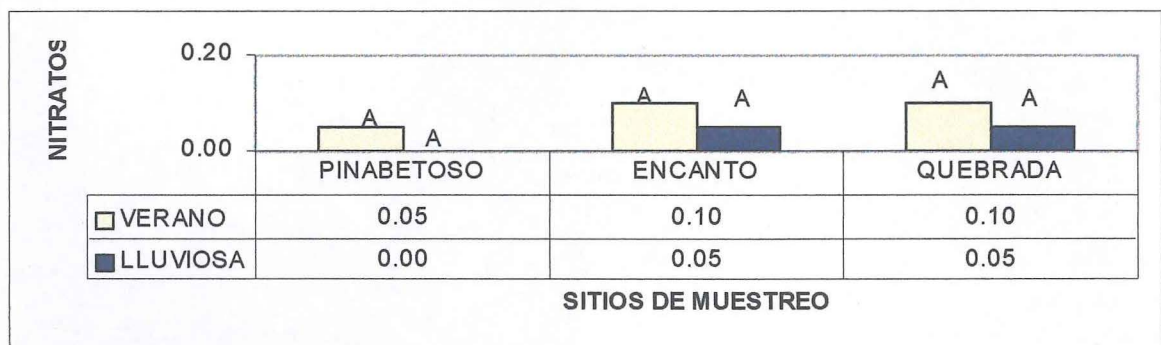 NITRATOS
0.20
0.00
A A A A A A
PINABETOSO ENCANTO QUEBRADA
VERANO 0.05 0.10 0.10
LLUVIOSA 0.00 0.05 0.05
SITIOS DE MUESTREO